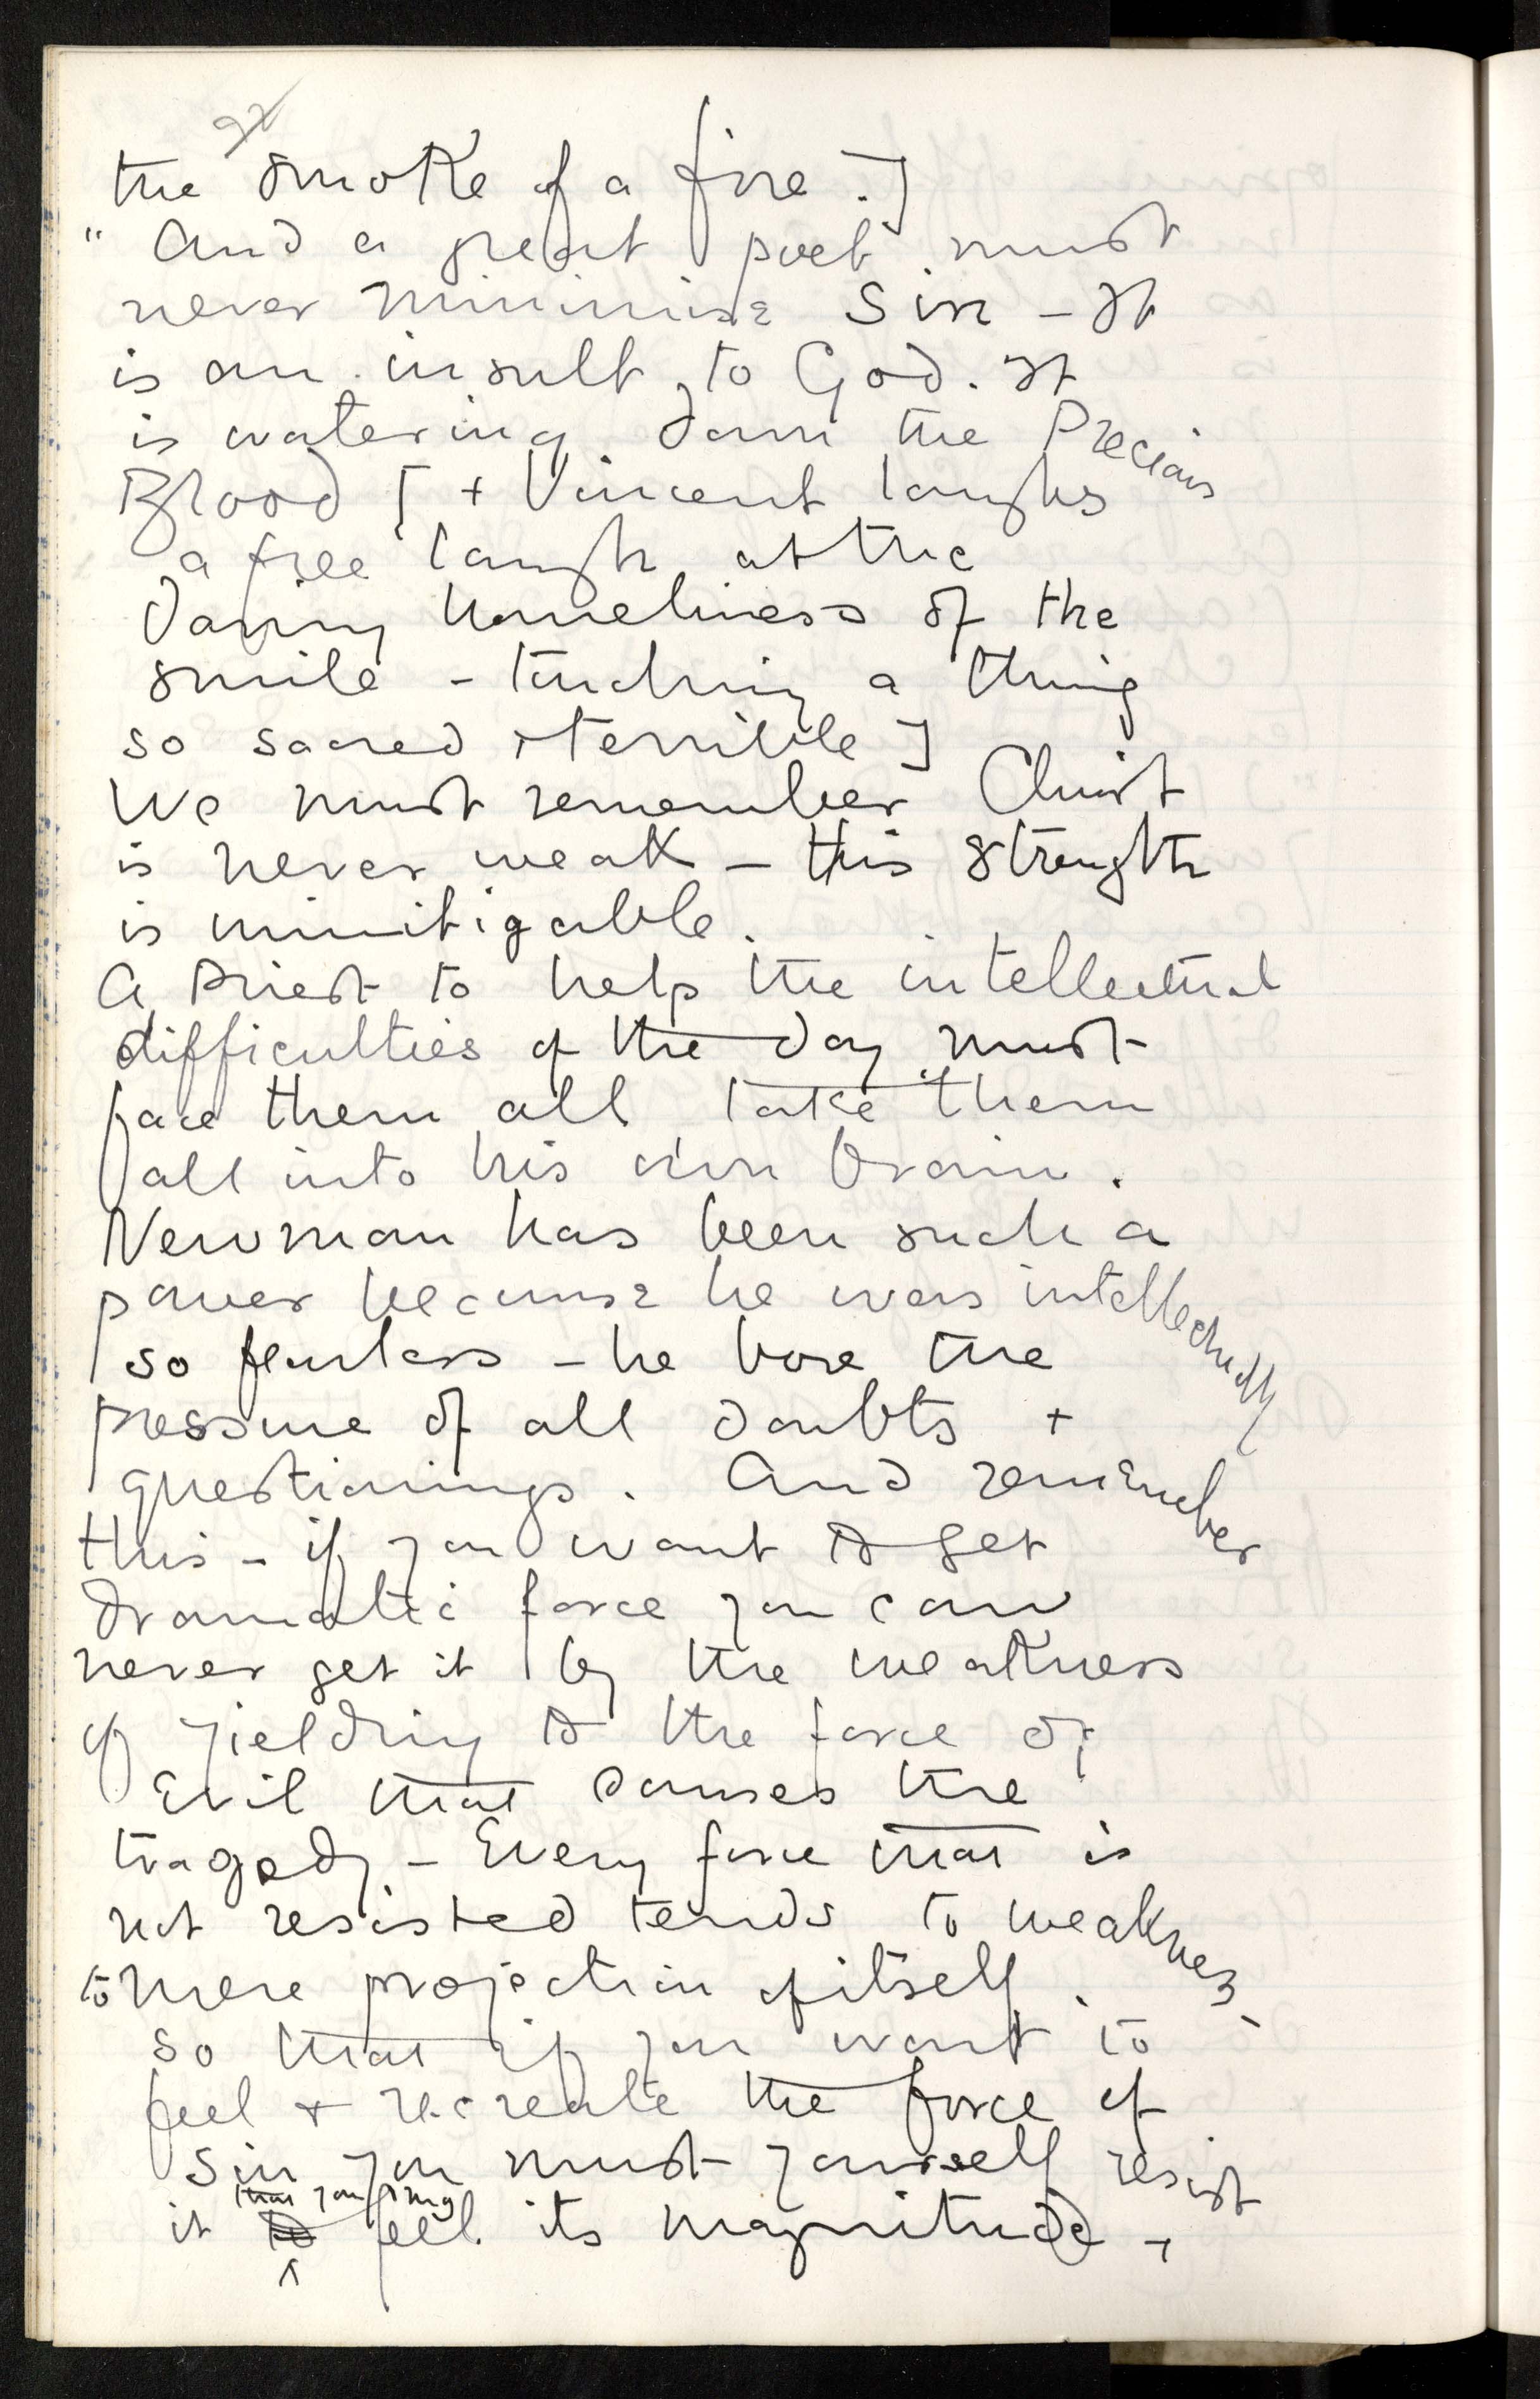 the smoke of a fire.]
" And a great poet must
never minimise Sin – It
is an insult to God. It
is watering down the Precious
Blood [ + Vincent laughs
a free laugh at the
daring homeliness of the
smile – touching a thing
so sacred + terrible ]
We must remember Christ
is never weak – His strength
is immitigable.
A Priest to help the intellectual
difficulties of the day must
face them all take them
all into his own brain.
Newman has been such a
power because he was intellectually
so fearless – he bore the
pressure of all doubts +
questionings. And remember
this – if you want to get
dramatic force you can
never get it by the weakness
of yielding to the force of
Evil that causes the
tragedy – Every force that is
not resisted tends to weakness
to mere projection of itself.
so that if you want to
feel + recreate the force of
Sin you must yourself resist
it that you may feel its magnitude –